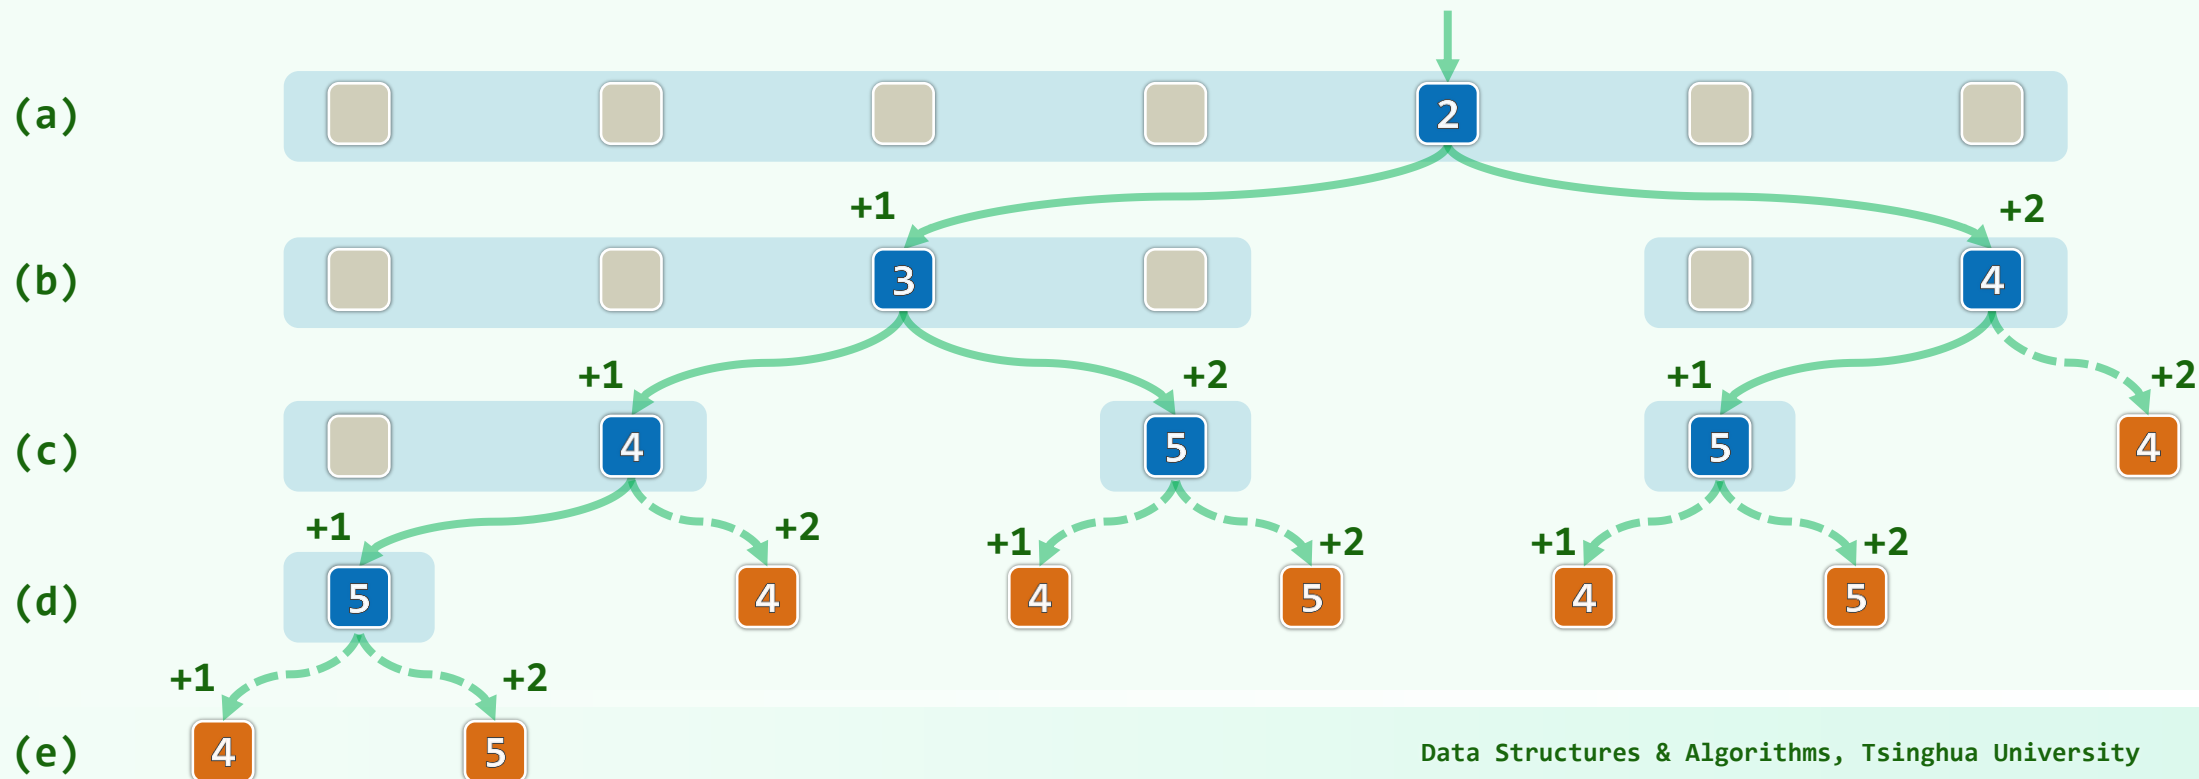 (a) 2
+1 +2
(b) 3 4
+1 +2 +1 +2
(c) 4 5 5 4
+1 +2 +1 +2 +1 +2
(d) 5 4 4 5 4 5
+1 +2
(e) 4 5 Data Structures & Algorithms, Tsinghua University